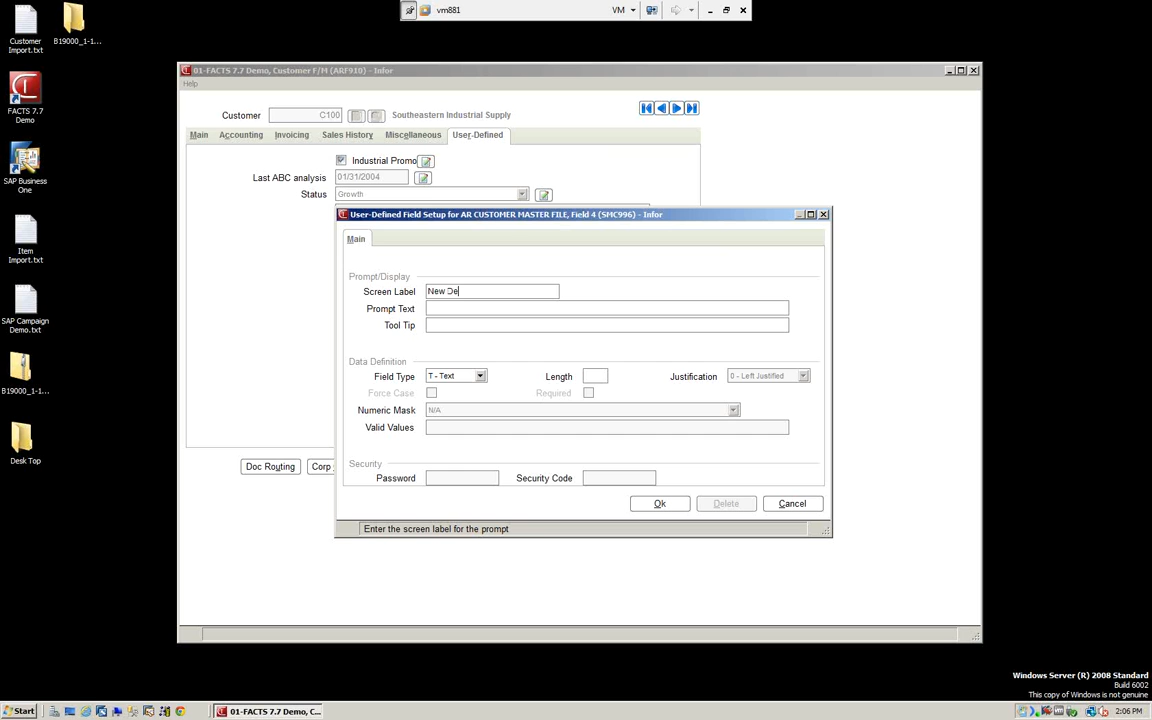 vm881
VM
Customer Import.txt
B19000_1-1...
FACTS 7.7 Demo
SAP Business One
Item Import.txt
SAP Campaign Demo.txt
B19000_1-1...
Desk Top
01-FACTS 7.7 Demo, Customer F/M (ARF910) - Infor
Help
Customer C100 Southeastern Industrial Supply
Main Accounting Invoicing Sales History Miscellaneous User-Defined
Industrial Promo
Last ABC analysis 01/31/2004
Status Growth
User-Defined Field Setup for AR CUSTOMER MASTER FILE, Field 4 (SMC996) - Infor
Main
Prompt/Display
Screen Label New De
Prompt Text
Tool Tip
Data Definition
Field Type T - Text Length Justification 0 - Left Justified
Force Case Required
Numeric Mask N/A
Valid Values
Security
Password Security Code
Doc Routing Corp
Ok Delete Cancel
Enter the screen label for the prompt
Windows Server (R) 2008 Standard
Build 6002
This copy of Windows is not genuine
Start 01-FACTS 7.7 Demo, C... 2:06 PM